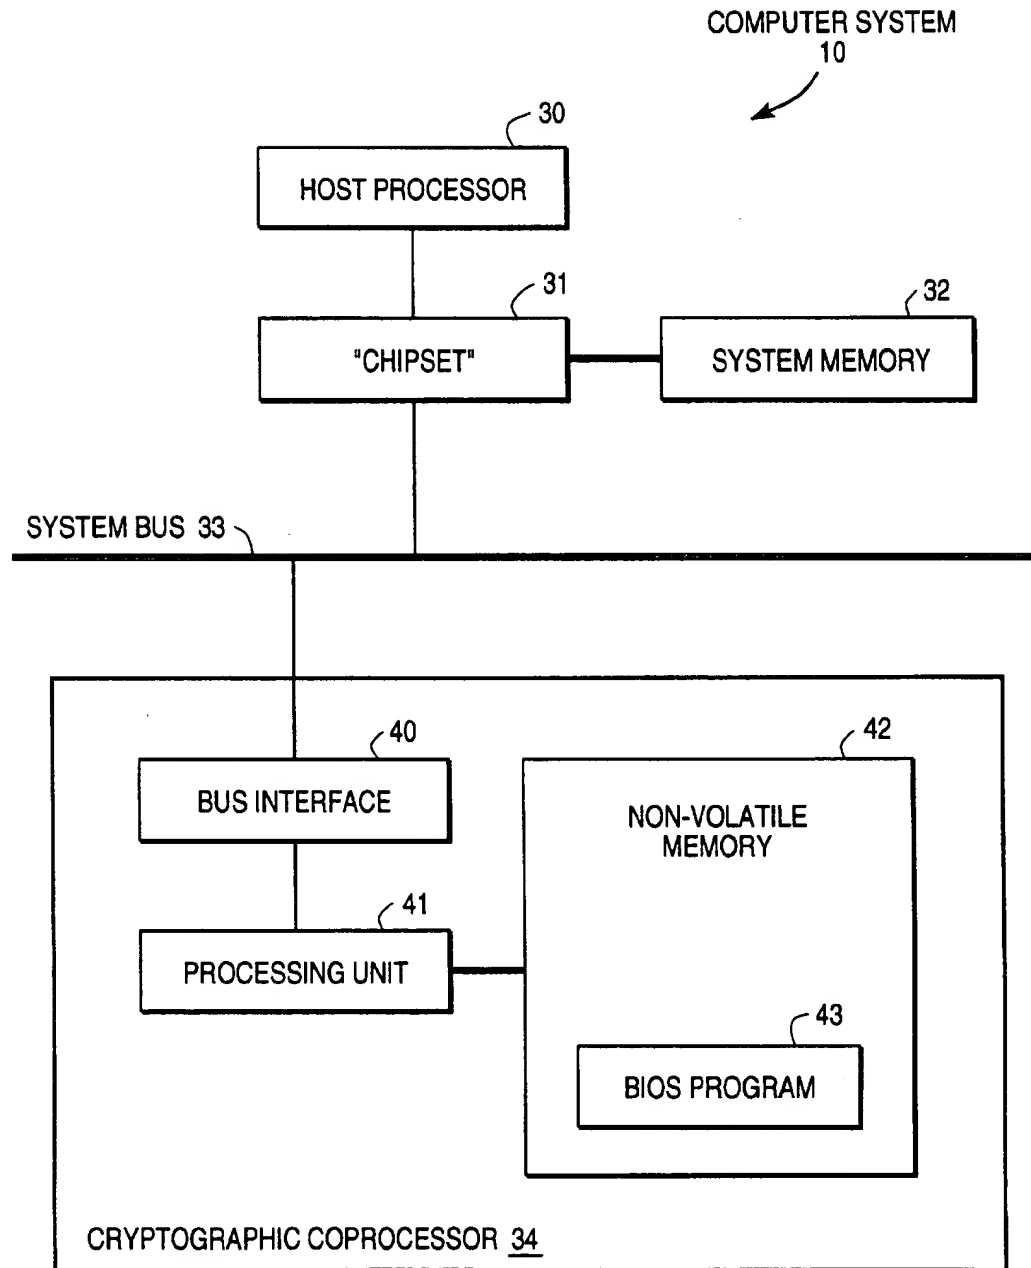 COMPUTER SYSTEM
10
30
HOST PROCESSOR
31
"CHIPSET"
32
SYSTEM MEMORY
SYSTEM BUS 33
40
BUS INTERFACE
42
NON-VOLATILE
MEMORY
41
PROCESSING UNIT
43
BIOS PROGRAM
CRYPTOGRAPHIC COPROCESSOR 34